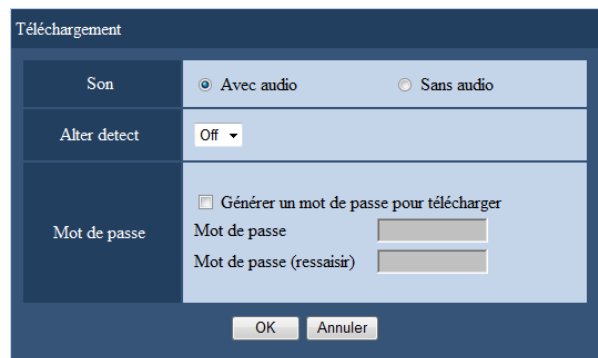 Téléchargement
Son
Avec audio
Sans audio
Alter detect
Off
Mot de passe
Générer un mot de passe pour télécharger
Mot de passe
Mot de passe (ressaisir)
OK
Annuler